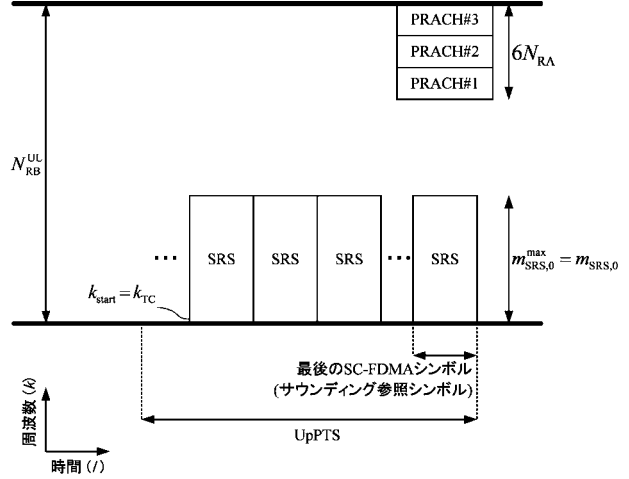 PRACH#3
PRACH#2
PRACH#1
6N_RA
N_RB^UL
… SRS SRS SRS … SRS
m_SRS,0^max = m_SRS,0
k_start = k_TC
最後のSC-FDMAシンボル
(サウンディング参照シンボル)
UpPTS
周波数(k)
時間(l)